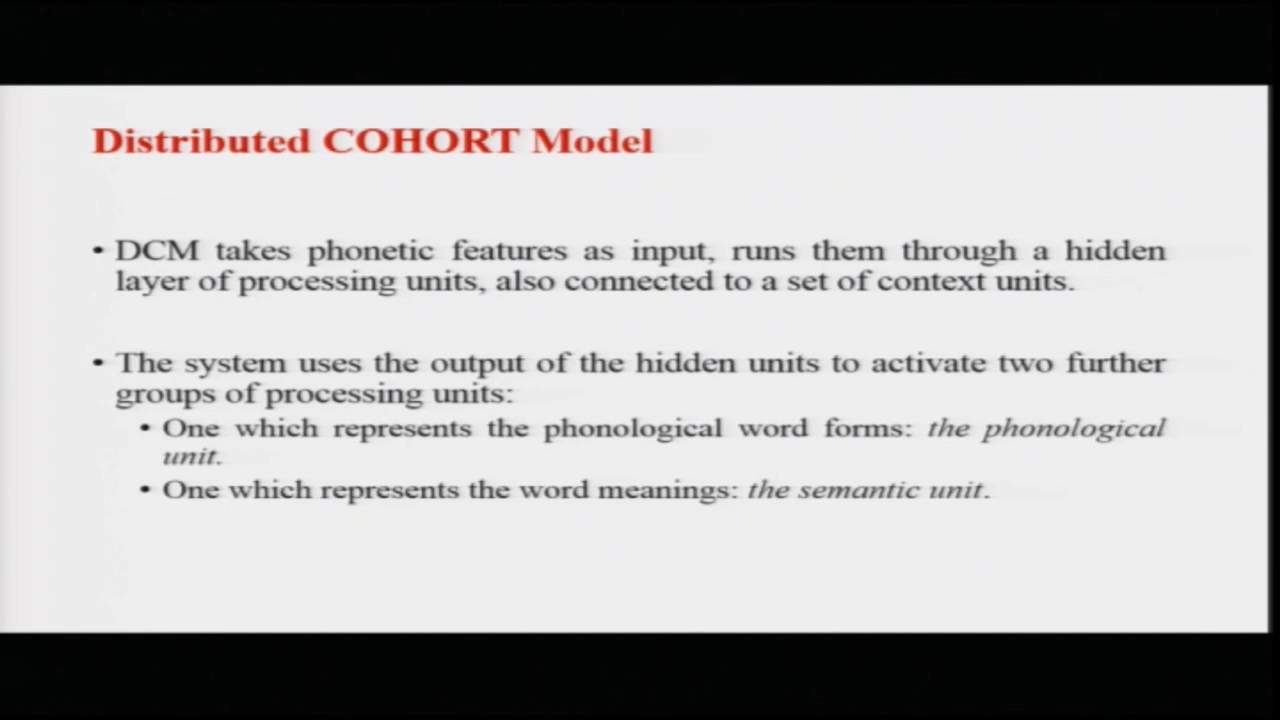 Distributed COHORT Model
• DCM takes phonetic features as input, runs them through a hidden
layer of processing units, also connected to a set of context units.
• The system uses the output of the hidden units to activate two further
groups of processing units:
• One which represents the phonological word forms: the phonological
unit.
• One which represents the word meanings: the semantic unit.